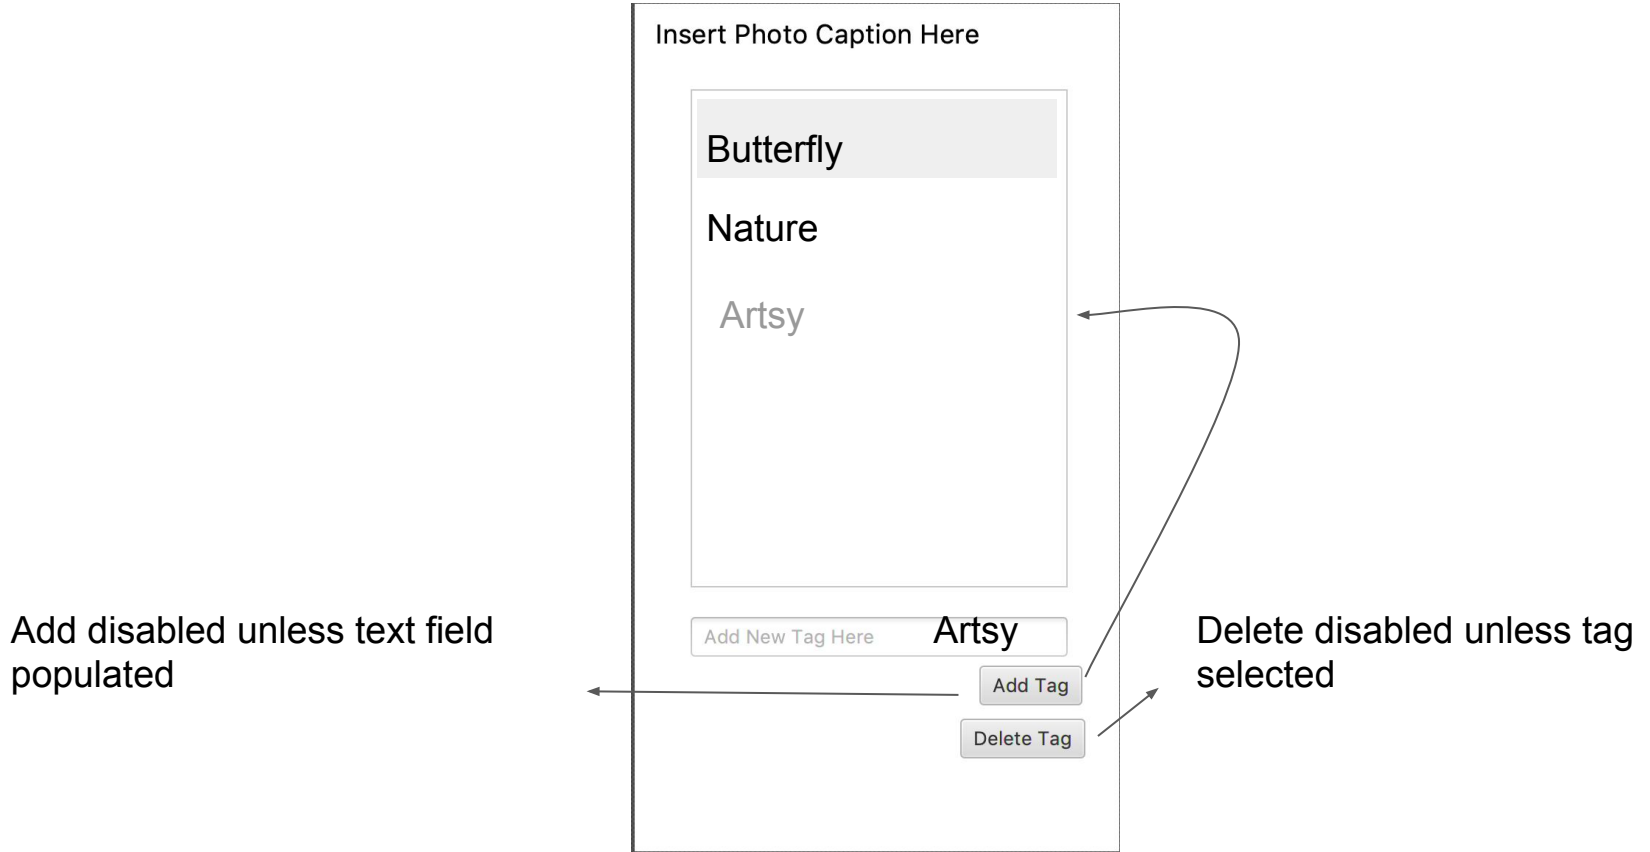 Insert Photo Caption Here
Butterfly
Nature
Artsy
Add New Tag Here Artsy
Add Tag
Delete Tag
Add disabled unless text field
populated
Delete disabled unless tag
selected